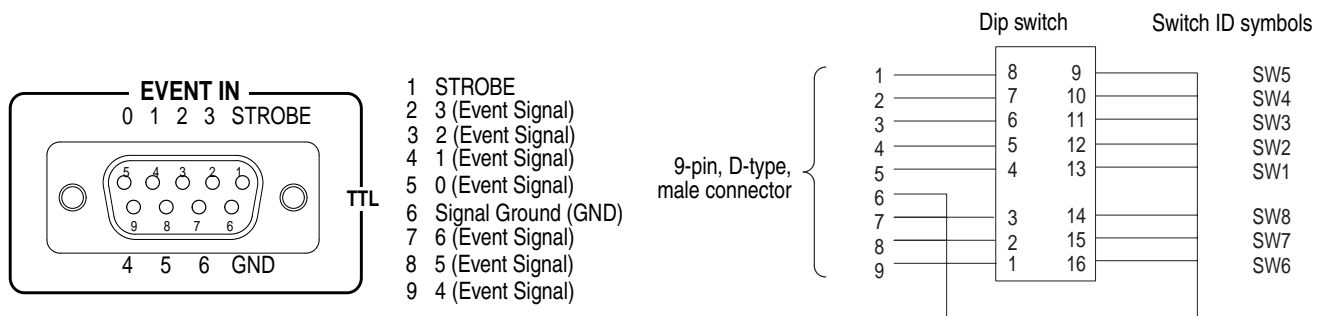 EVENT IN
0 1 2 3 STROBE
5 4 3 2 1
9 8 7 6
TTL
4 5 6 GND
1 STROBE
2 3 (Event Signal)
3 2 (Event Signal)
4 1 (Event Signal)
5 0 (Event Signal)
6 Signal Ground (GND)
7 6 (Event Signal)
8 5 (Event Signal)
9 4 (Event Signal)
Dip switch Switch ID symbols
9-pin, D-type,
male connector
1 8 9 SW5
2 7 10 SW4
3 6 11 SW3
4 5 12 SW2
5 4 13 SW1
6
7 3 14 SW8
8 2 15 SW7
9 1 16 SW6